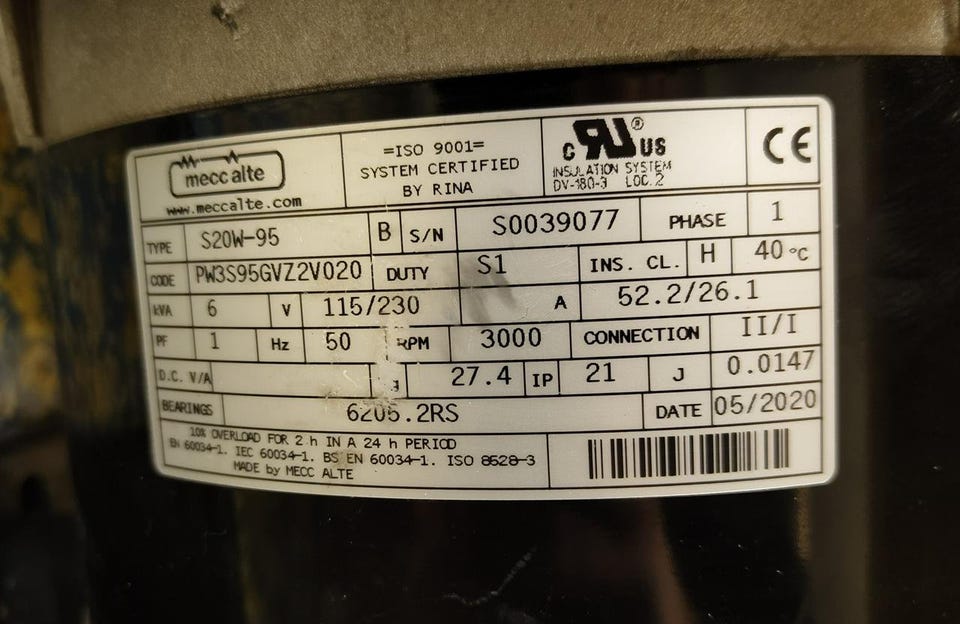 mecc alte
www.meccalte.com
=ISO 9001=
SYSTEM CERTIFIED
BY RINA
c RU ® US
INSULATION SYSTEM
DV-180-3 LOC.2
CE
TYPE S20W-95 B S/N S0039077 PHASE 1
CODE PW3S95GVZ2V020 DUTY S1 INS. CL. H 40 °C
kVA 6 V 115/230 A 52.2/26.1
PF 1 Hz 50 RPM 3000 CONNECTION II/I
D.C. V/A 27.4 IP 21 J 0.0147
BEARINGS 6205.2RS DATE 05/2020
10% OVERLOAD FOR 2 h IN A 24 h PERIOD
EN 60034-1. IEC 60034-1. BS EN 60034-1. ISO 8528-3
MADE by MECC ALTE